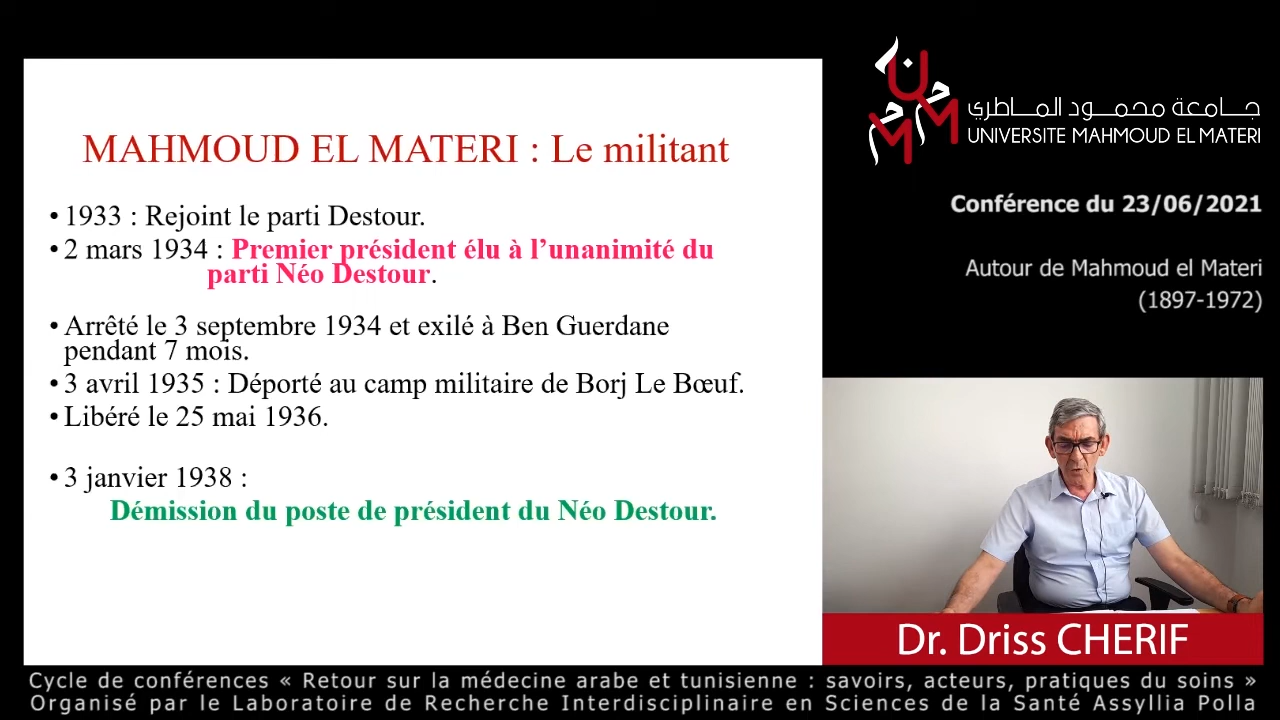 MAHMOUD EL MATERI : Le militant
•1933 : Rejoint le parti Destour.
•2 mars 1934 : Premier président élu à l’unanimité du
parti Néo Destour.
•Arrêté le 3 septembre 1934 et exilé à Ben Guerdane
pendant 7 mois.
•3 avril 1935 : Déporté au camp militaire de Borj Le Bœuf.
•Libéré le 25 mai 1936.
•3 janvier 1938 :
Démission du poste de président du Néo Destour.
جامعة محمود الماطري
UNIVERSITE MAHMOUD EL MATERI
Conférence du 23/06/2021
Autour de Mahmoud el Materi
(1897-1972)
Dr. Driss CHERIF
Cycle de conférences « Retour sur la médecine arabe et tunisienne : savoirs, acteurs, pratiques du soins »
Organisé par le Laboratoire de Recherche Interdisciplinaire en Sciences de la Santé Assyllia Polla